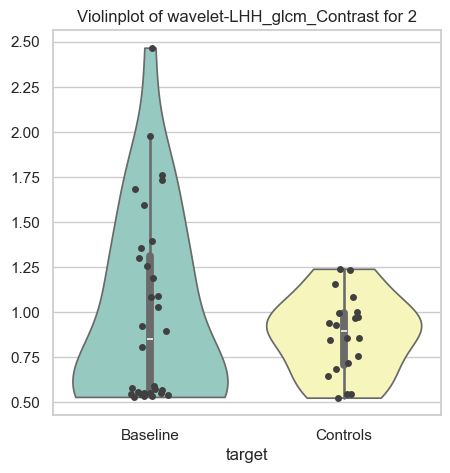 Violinplot of wavelet-LHH_glcm_Contrast for 2
2.50
2.25
2.00
1.75
1.50
1.25
1.00
0.75
0.50
Baseline
Controls
target